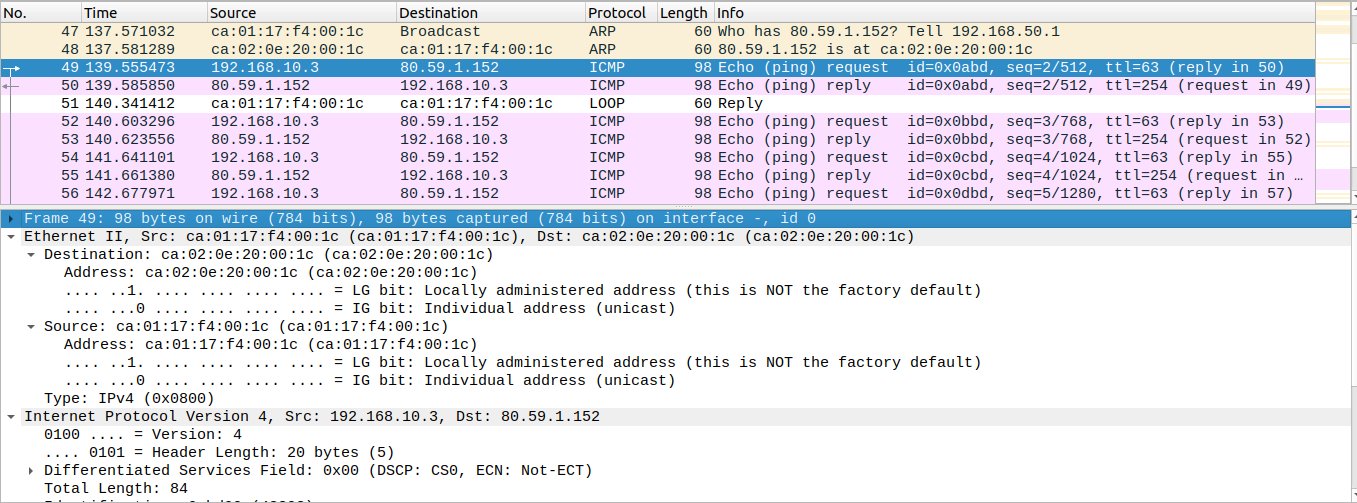 No. Time Source Destination Protocol Length Info
47 137.571032 ca:01:17:f4:00:1c Broadcast ARP 60 Who has 80.59.1.152? Tell 192.168.50.1
48 137.581289 ca:02:0e:20:00:1c ca:01:17:f4:00:1c ARP 60 80.59.1.152 is at ca:02:0e:20:00:1c
49 139.555473 192.168.10.3 80.59.1.152 ICMP 98 Echo (ping) request id=0x0abd, seq=2/512, ttl=63 (reply in 50)
50 139.585850 80.59.1.152 192.168.10.3 ICMP 98 Echo (ping) reply id=0x0abd, seq=2/512, ttl=254 (request in 49)
51 140.341412 ca:01:17:f4:00:1c ca:01:17:f4:00:1c LOOP 60 Reply
52 140.603296 192.168.10.3 80.59.1.152 ICMP 98 Echo (ping) request id=0x0bbd, seq=3/768, ttl=63 (reply in 53)
53 140.623556 80.59.1.152 192.168.10.3 ICMP 98 Echo (ping) reply id=0x0bbd, seq=3/768, ttl=254 (request in 52)
54 141.641101 192.168.10.3 80.59.1.152 ICMP 98 Echo (ping) request id=0x0cbd, seq=4/1024, ttl=63 (reply in 55)
55 141.661380 80.59.1.152 192.168.10.3 ICMP 98 Echo (ping) reply id=0x0cbd, seq=4/1024, ttl=254 (request in …
56 142.677971 192.168.10.3 80.59.1.152 ICMP 98 Echo (ping) request id=0x0dbd, seq=5/1280, ttl=63 (reply in 57)
Frame 49: 98 bytes on wire (784 bits), 98 bytes captured (784 bits) on interface -, id 0
Ethernet II, Src: ca:01:17:f4:00:1c (ca:01:17:f4:00:1c), Dst: ca:02:0e:20:00:1c (ca:02:0e:20:00:1c)
Destination: ca:02:0e:20:00:1c (ca:02:0e:20:00:1c)
Address: ca:02:0e:20:00:1c (ca:02:0e:20:00:1c)
.... ..1. .... .... .... .... = LG bit: Locally administered address (this is NOT the factory default)
.... ...0 .... .... .... .... = IG bit: Individual address (unicast)
Source: ca:01:17:f4:00:1c (ca:01:17:f4:00:1c)
Address: ca:01:17:f4:00:1c (ca:01:17:f4:00:1c)
.... ..1. .... .... .... .... = LG bit: Locally administered address (this is NOT the factory default)
.... ...0 .... .... .... .... = IG bit: Individual address (unicast)
Type: IPv4 (0x0800)
Internet Protocol Version 4, Src: 192.168.10.3, Dst: 80.59.1.152
0100 .... = Version: 4
.... 0101 = Header Length: 20 bytes (5)
Differentiated Services Field: 0x00 (DSCP: CS0, ECN: Not-ECT)
Total Length: 84